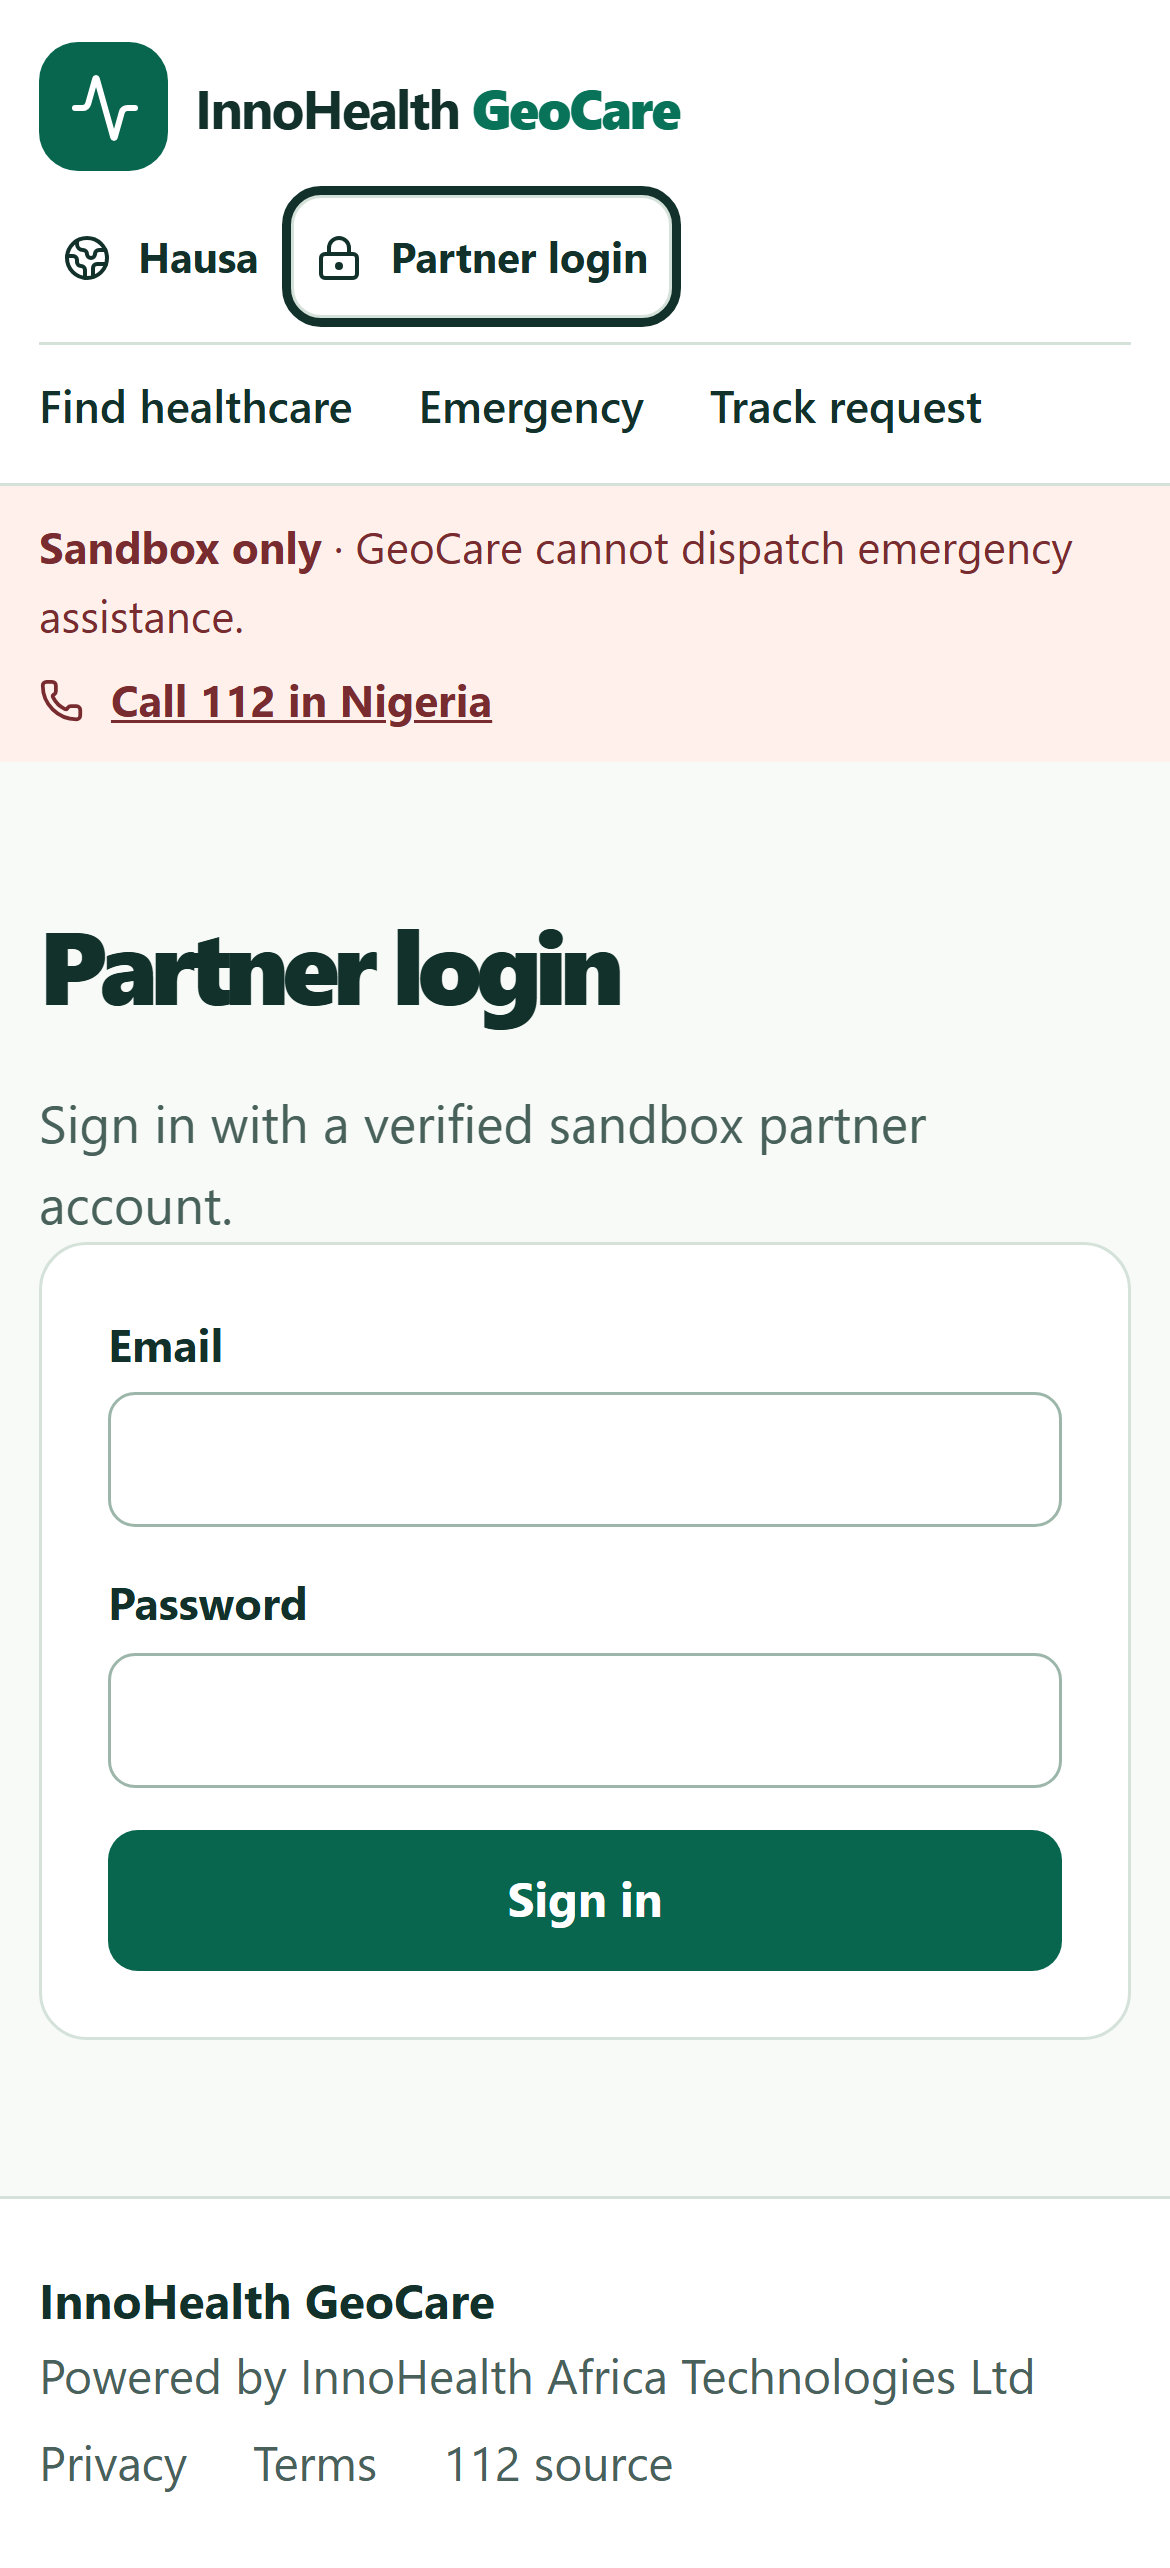 InnoHealth GeoCare
Hausa
Partner login
Find healthcare
Emergency
Track request
Sandbox only · GeoCare cannot dispatch emergency
assistance.
Call 112 in Nigeria
Partner login
Sign in with a verified sandbox partner
account.
Email
Password
Sign in
InnoHealth GeoCare
Powered by InnoHealth Africa Technologies Ltd
Privacy
Terms
112 source